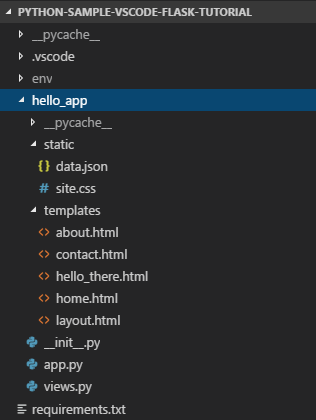 PYTHON-SAMPLE-VSCODE-FLASK-TUTORIAL
__pycache__
.vscode
env
hello_app
__pycache__
static
data.json
site.css
templates
about.html
contact.html
hello_there.html
home.html
layout.html
__init__.py
app.py
views.py
requirements.txt